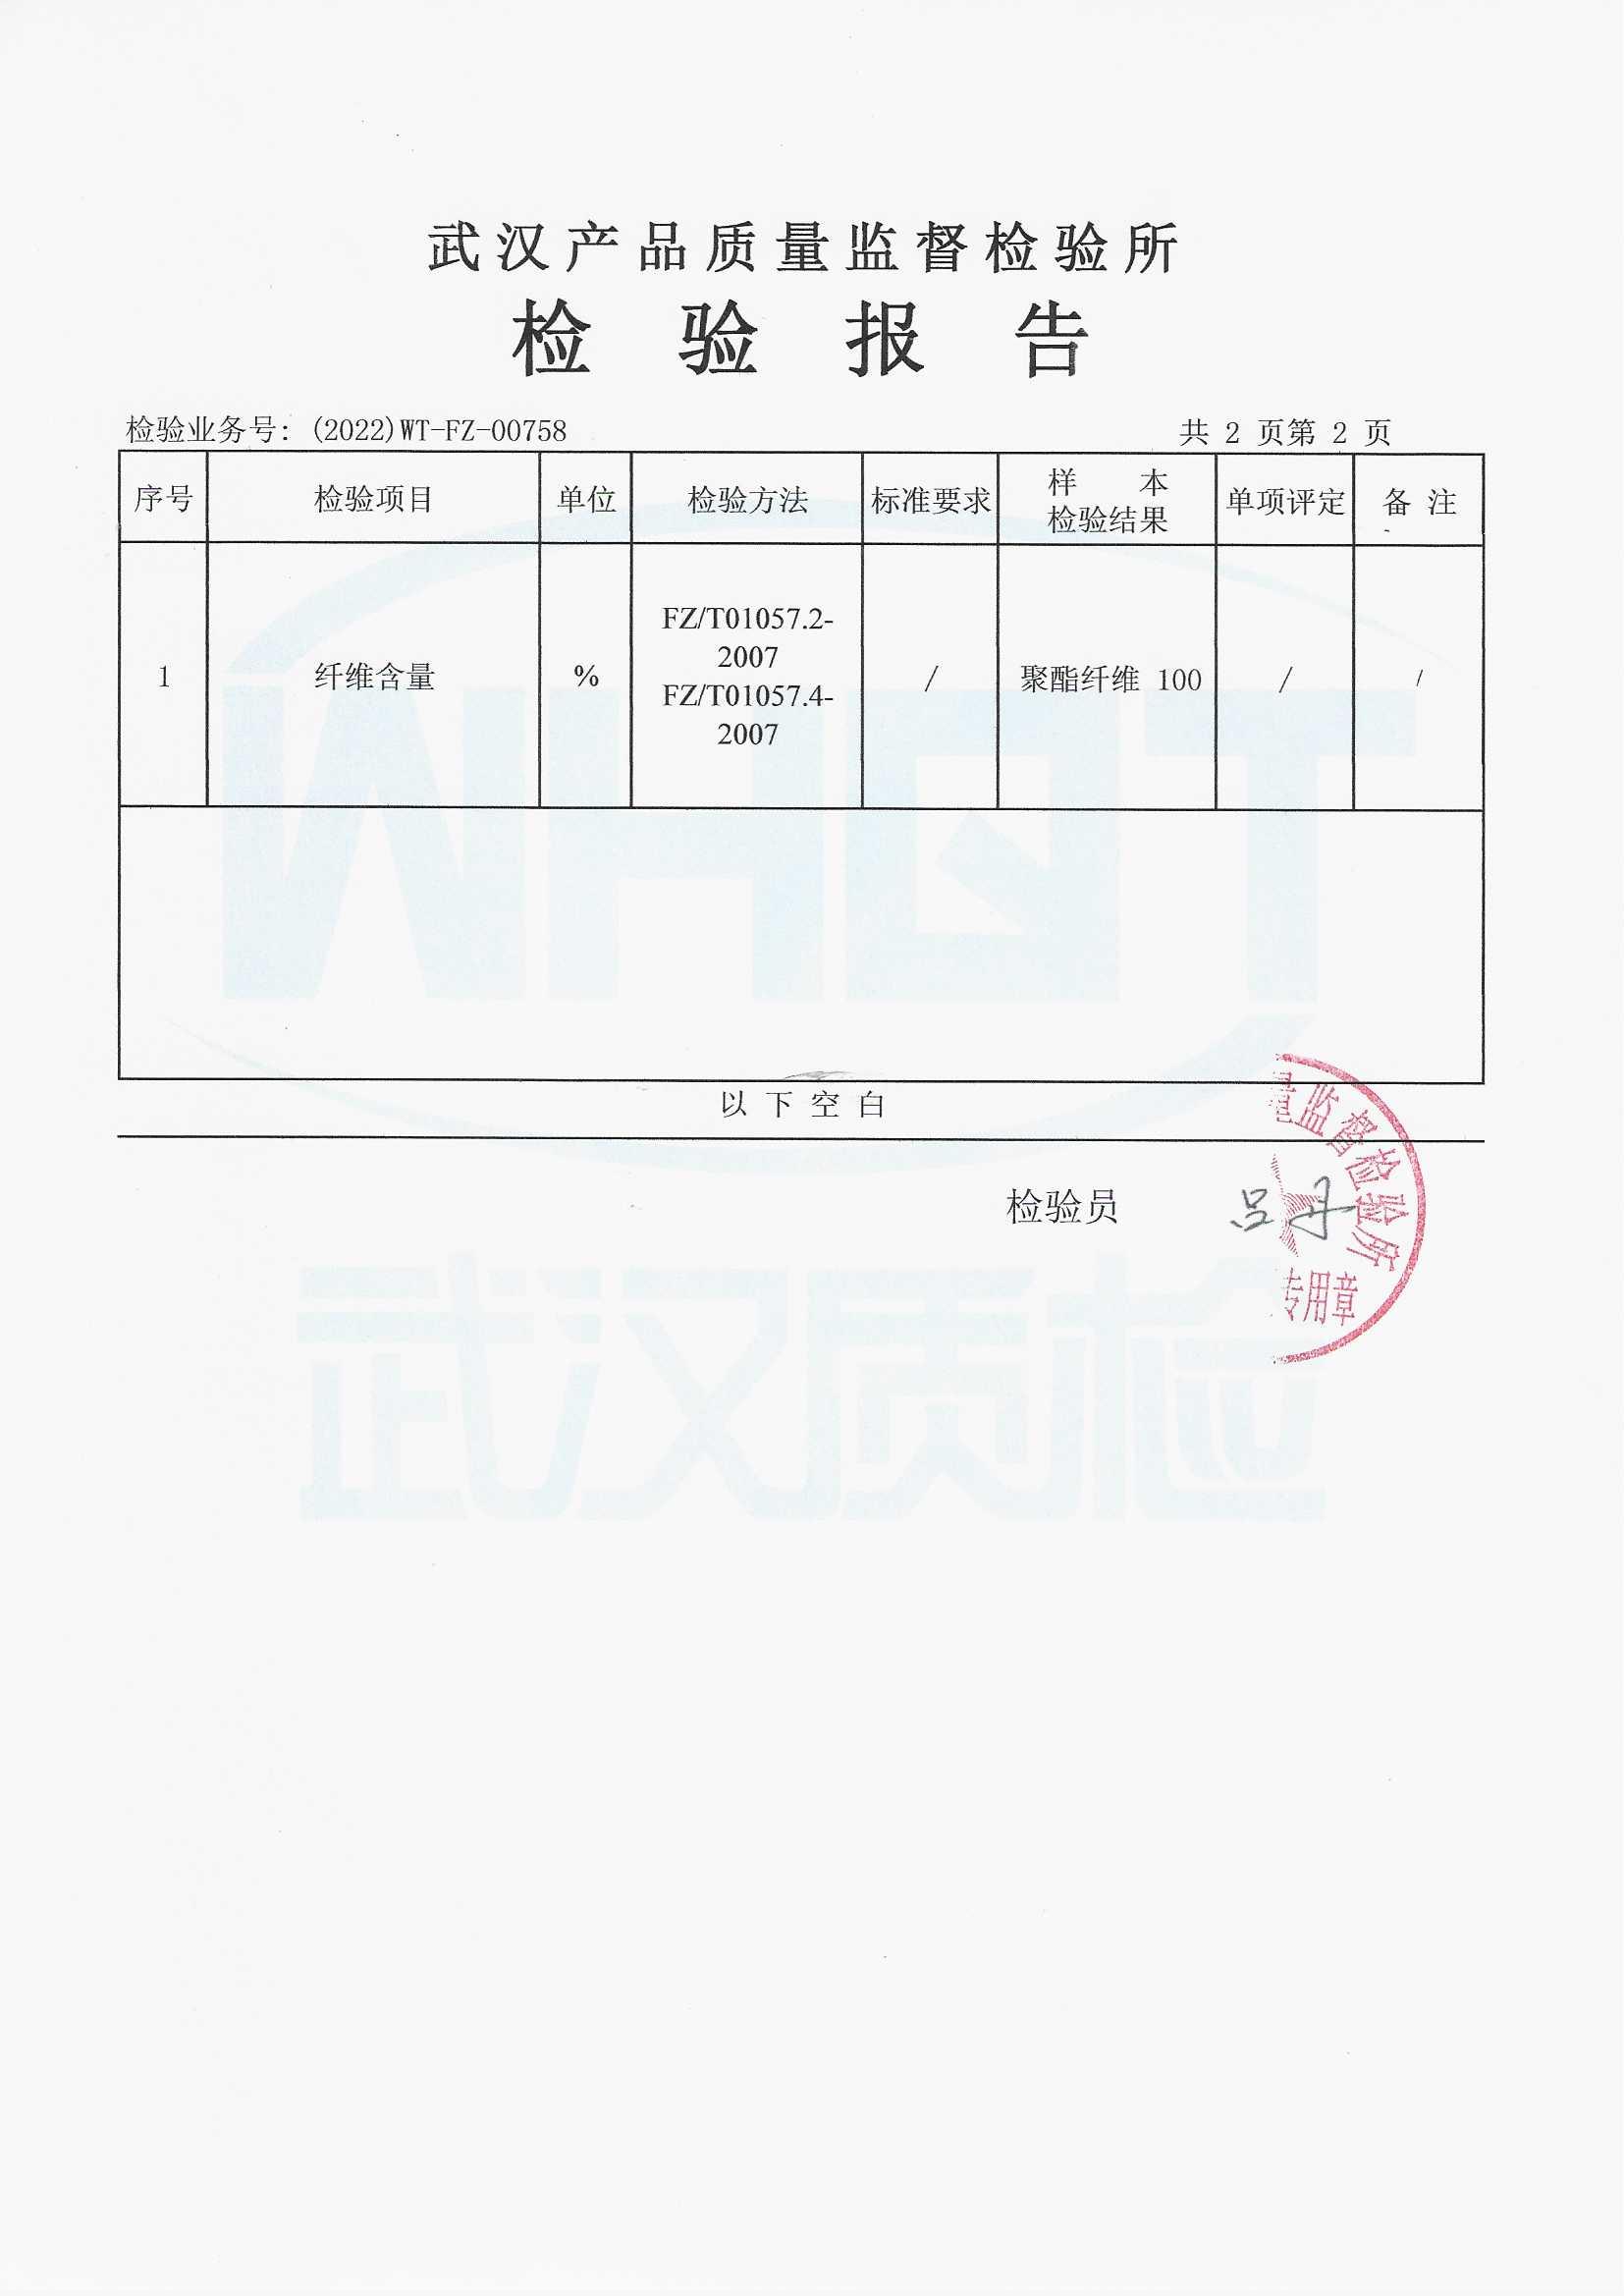 武汉产品质量监督检验所
检验报告
检验业务号：(2022)WT-FZ-00758
共 2 页第 2 页
序号 检验项目 单位 检验方法 标准要求 样 本 检验结果 单项评定 备 注
1 纤维含量 % FZ/T01057.2-2007 FZ/T01057.4-2007 / 聚酯纤维 100 / /
以下空白
检验员 吕丹
量监督检验所
专用章
WHQT
武汉质检